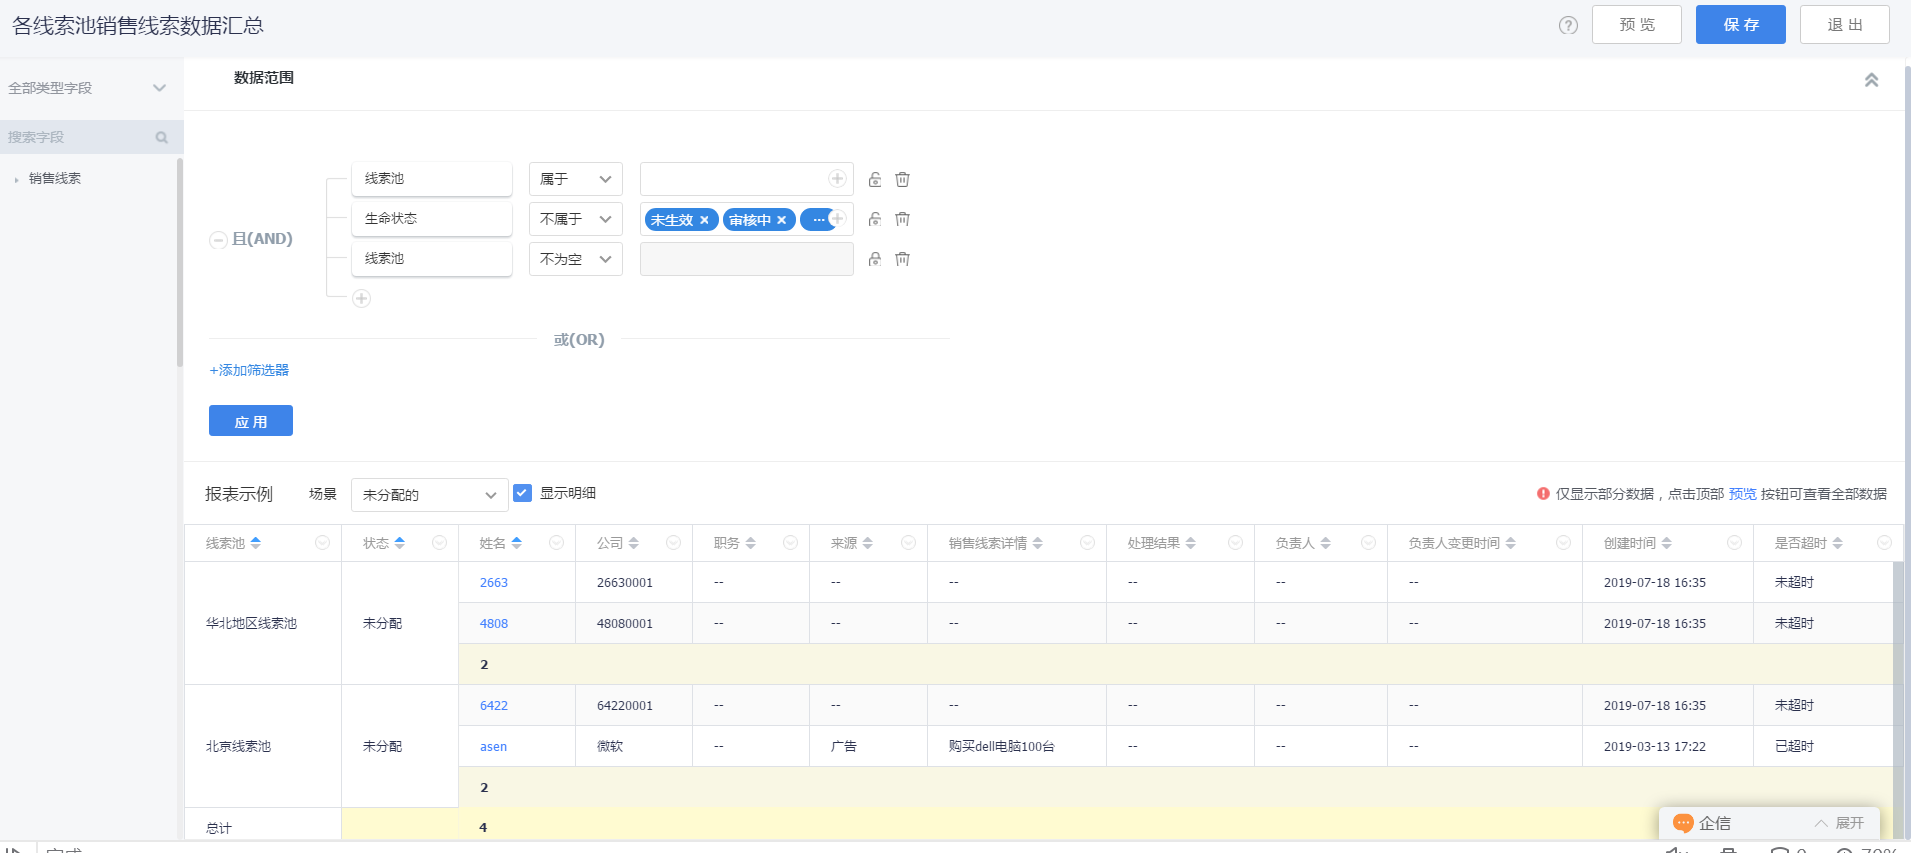 各线索池销售线索数据汇总
? 预 览 保 存 退 出
全部类型字段
数据范围
搜索字段
销售线索
线索池 属于
生命状态 不属于 未生效 × 审核中 × ...
且(AND)
线索池 不为空
或(OR)
+添加筛选器
应 用
报表示例 场景 未分配的 显示明细 仅显示部分数据，点击顶部 预览 按钮可查看全部数据
线索池 状态 姓名 公司 职务 来源 销售线索详情 处理结果 负责人 负责人变更时间 创建时间 是否超时
2663 26630001 -- -- -- -- -- -- 2019-07-18 16:35 未超时
华北地区线索池 未分配 4808 48080001 -- -- -- -- -- -- 2019-07-18 16:35 未超时
2
6422 64220001 -- -- -- -- -- -- 2019-07-18 16:35 未超时
北京线索池 未分配 asen 微软 -- 广告 购买dell电脑100台 -- -- -- 2019-03-13 17:22 已超时
2
总计 4
企信 展开